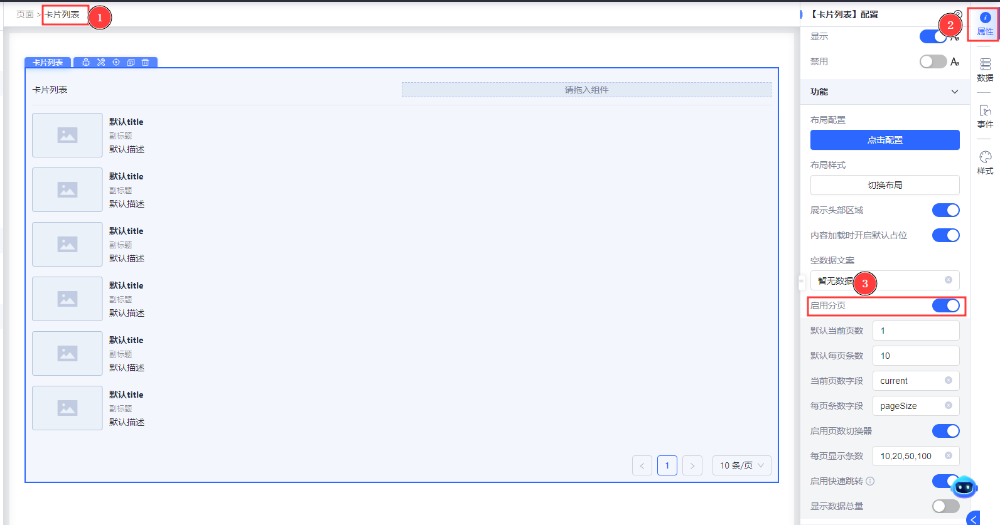 页面 > 卡片列表
1
【卡片列表】配置
2
属性
显示
禁用
数据
功能
事件
布局配置
点击配置
样式
布局样式
切换布局
展示头部区域
内容加载时开启默认占位
空数据文案
暂无数据
3
启用分页
默认当前页数 1
默认每页条数 10
当前页数字段 current
每页条数字段 pageSize
启用页数切换器
每页显示条数 10,20,50,100
启用快速跳转
显示数据总量
卡片列表
卡片列表
请拖入组件
默认title
副标题
默认描述
默认title
副标题
默认描述
默认title
副标题
默认描述
默认title
副标题
默认描述
默认title
副标题
默认描述
默认title
副标题
默认描述
< 1 > 10 条/页